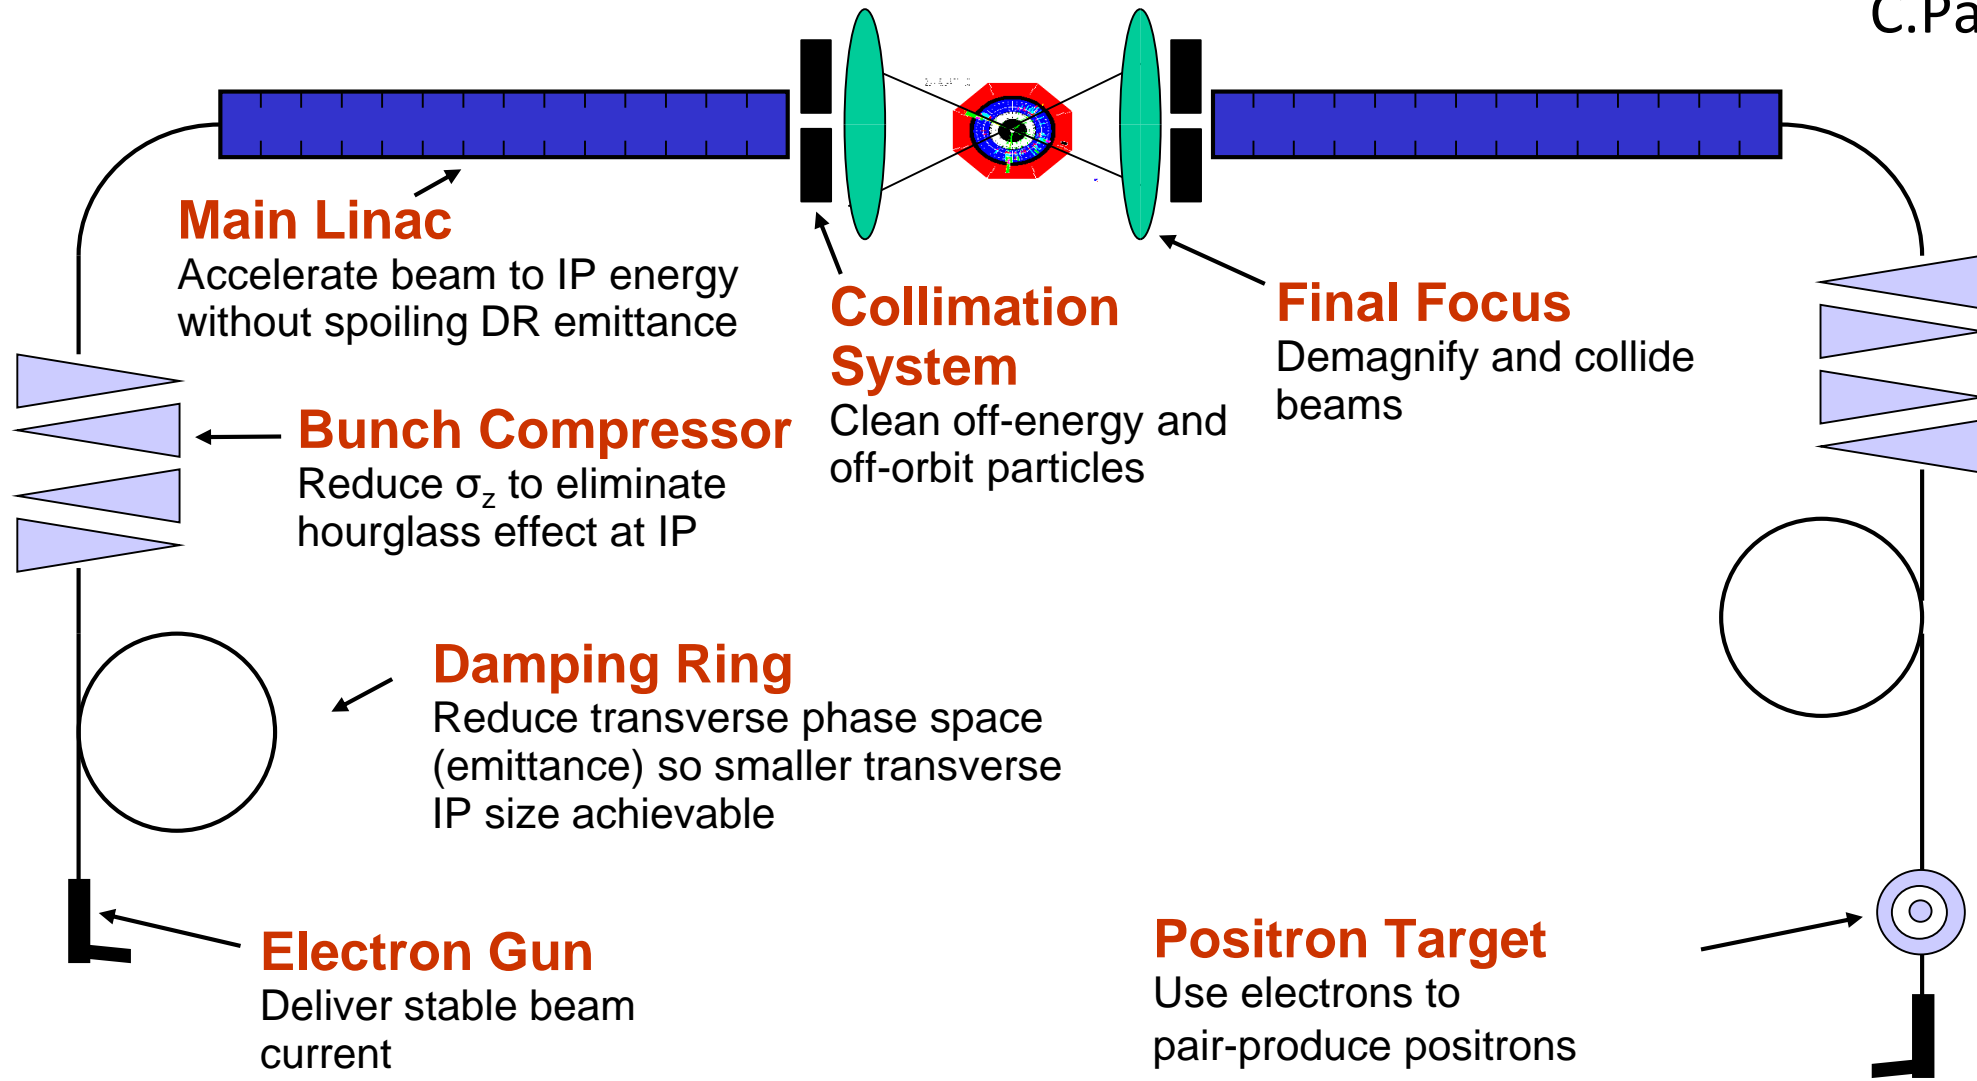 C.Pa
Main Linac
Accelerate beam to IP energy
without spoiling DR emittance
Collimation
System
Clean off-energy and
off-orbit particles
Final Focus
Demagnify and collide
beams
Bunch Compressor
Reduce σz to eliminate
hourglass effect at IP
Damping Ring
Reduce transverse phase space
(emittance) so smaller transverse
IP size achievable
Electron Gun
Deliver stable beam
current
Positron Target
Use electrons to
pair-produce positrons